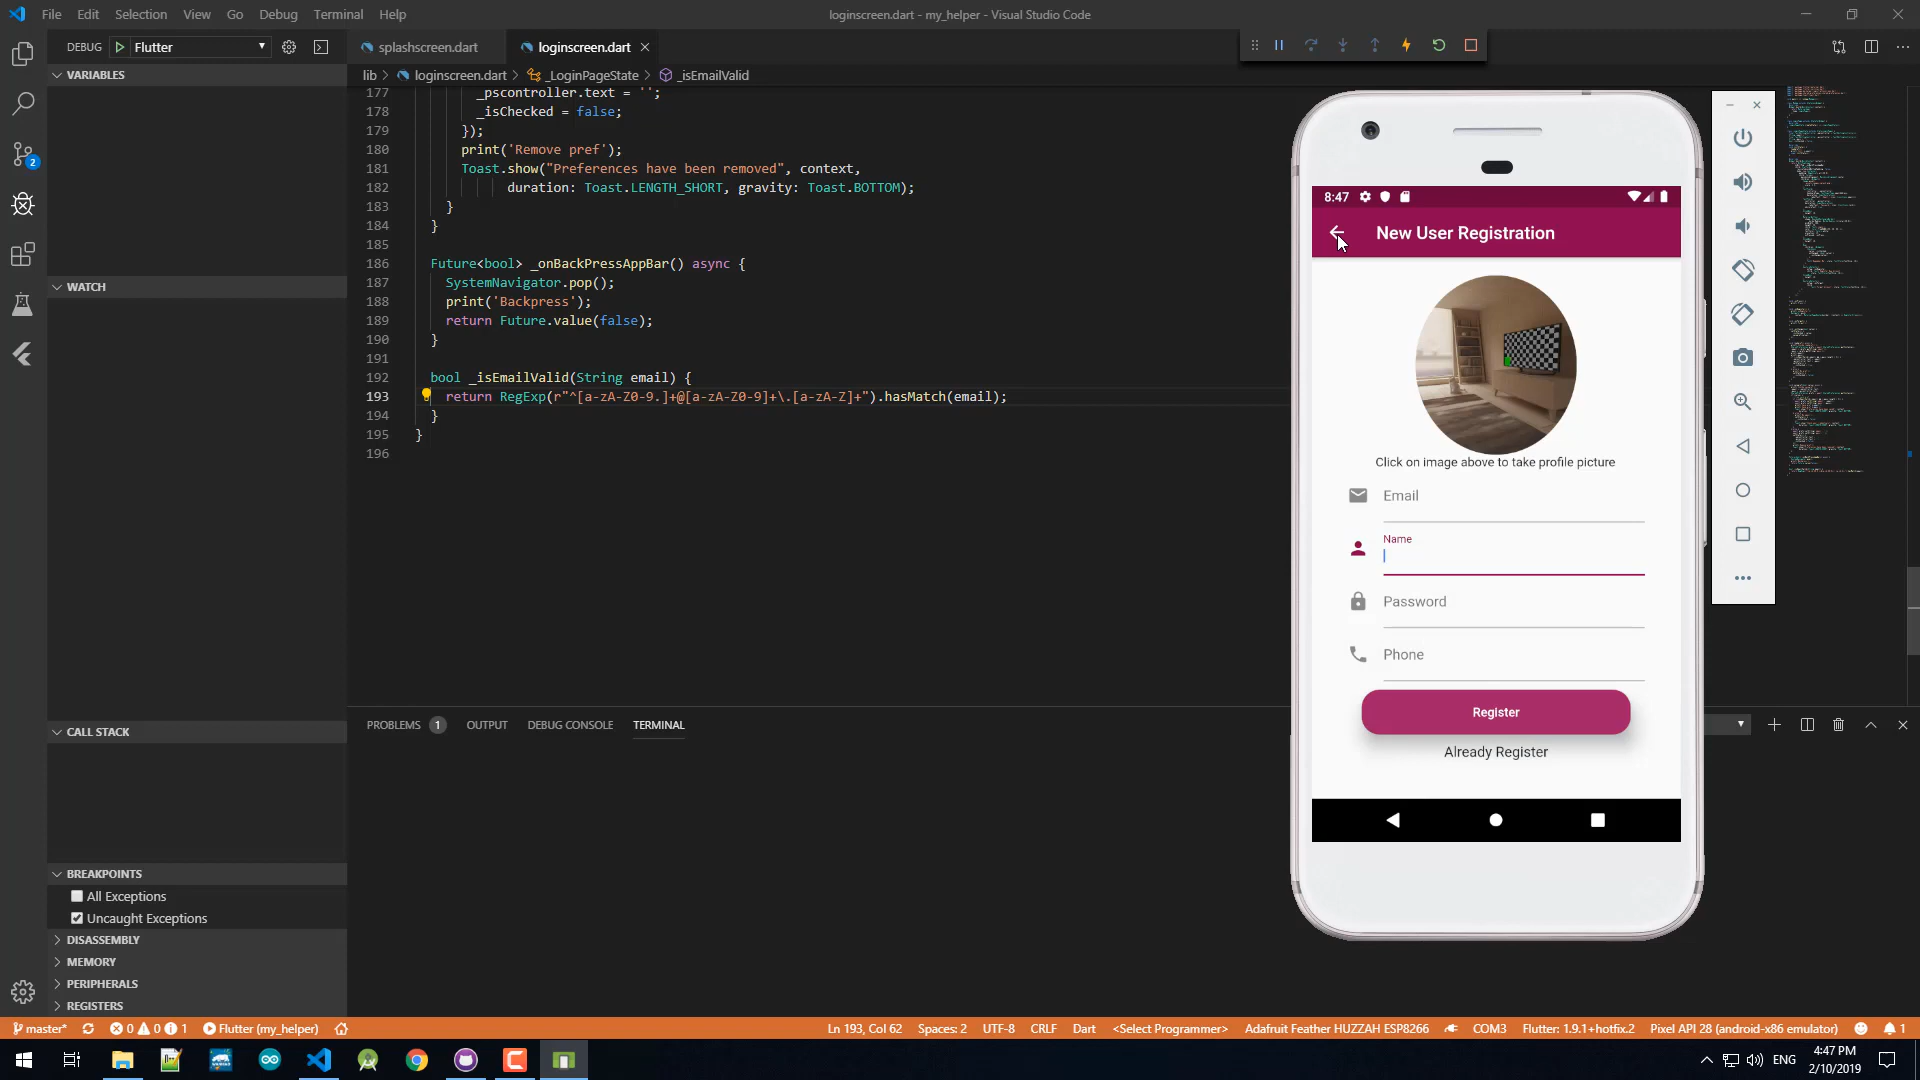 File Edit Selection View Go Debug Terminal Help
loginscreen.dart - my_helper - Visual Studio Code
DEBUG Flutter
splashscreen.dart
loginscreen.dart
lib > loginscreen.dart > _LoginPageState > _isEmailValid
VARIABLES
WATCH
CALL STACK
BREAKPOINTS
All Exceptions
Uncaught Exceptions
DISASSEMBLY
MEMORY
PERIPHERALS
REGISTERS
2
177 _pscontroller.text = '';
178 _isChecked = false;
179 });
180 print('Remove pref');
181 Toast.show("Preferences have been removed", context,
182 duration: Toast.LENGTH_SHORT, gravity: Toast.BOTTOM);
183 }
184 }
185
186 Future<bool> _onBackPressAppBar() async {
187 SystemNavigator.pop();
188 print('Backpress');
189 return Future.value(false);
190 }
191
192 bool _isEmailValid(String email) {
193 return RegExp(r"^[a-zA-Z0-9.]+@[a-zA-Z0-9]+\.[a-zA-Z]+").hasMatch(email);
194 }
195 }
196
PROBLEMS 1 OUTPUT DEBUG CONSOLE TERMINAL
8:47
New User Registration
Click on image above to take profile picture
Email
Name
Password
Phone
Register
Already Register
master* 0 0 1 Flutter (my_helper)
Ln 193, Col 62 Spaces: 2 UTF-8 CRLF Dart <Select Programmer> Adafruit Feather HUZZAH ESP8266 COM3 Flutter: 1.9.1+hotfix.2 Pixel API 28 (android-x86 emulator) 1
ENG
4:47 PM
2/10/2019